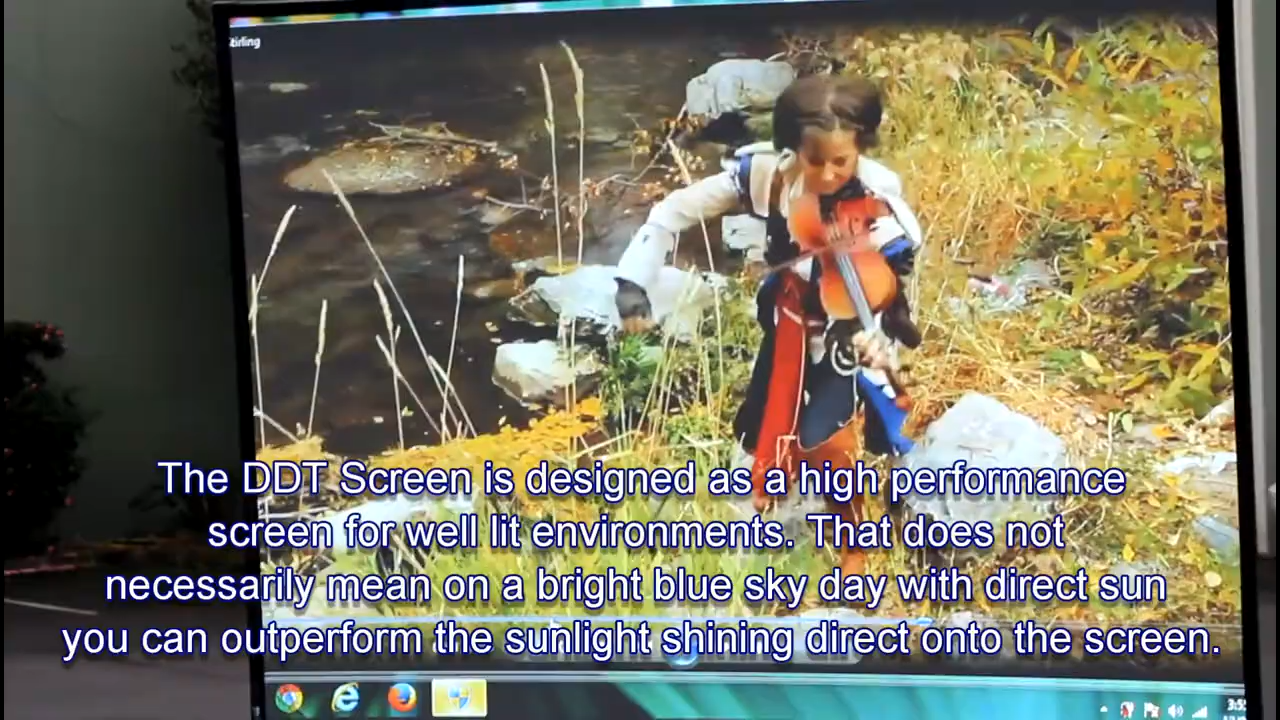 Stirling
The DDT Screen is designed as a high performance
screen for well lit environments. That does not
necessarily mean on a bright blue sky day with direct sun
you can outperform the sunlight shining direct onto the screen.